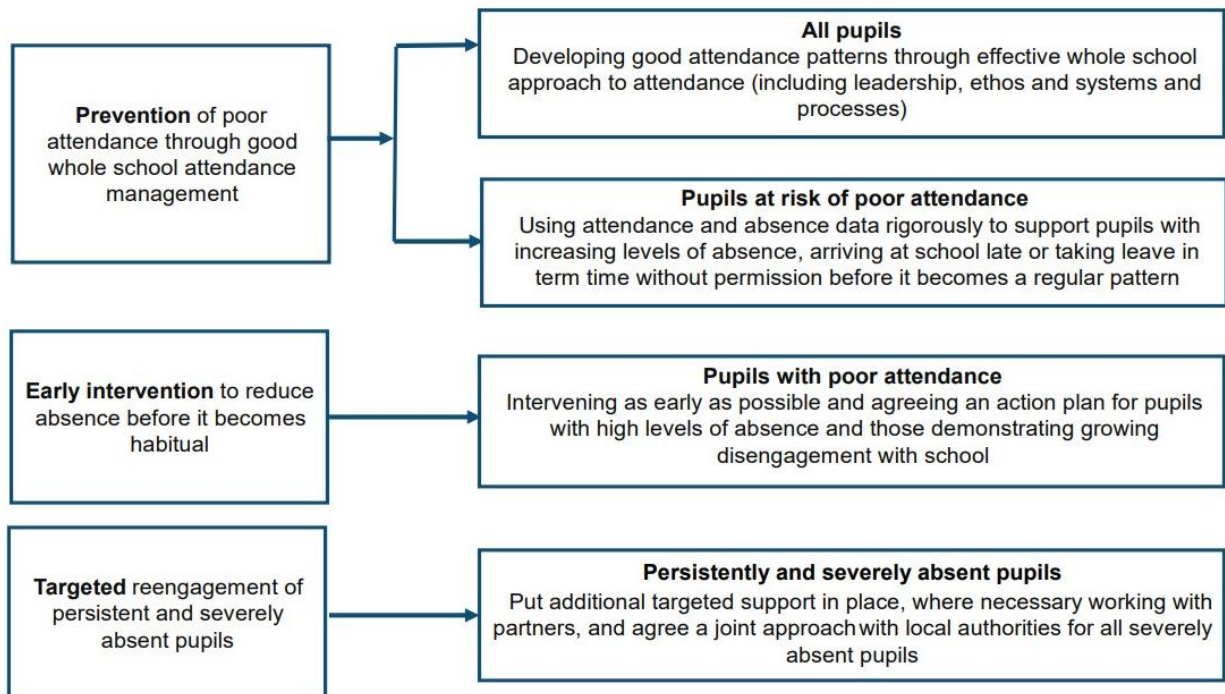 Prevention of poor
attendance through good
whole school attendance
management
All pupils
Developing good attendance patterns through effective whole school
approach to attendance (including leadership, ethos and systems and
processes)
Pupils at risk of poor attendance
Using attendance and absence data rigorously to support pupils with
increasing levels of absence, arriving at school late or taking leave in
term time without permission before it becomes a regular pattern
Early intervention to reduce
absence before it becomes
habitual
Pupils with poor attendance
Intervening as early as possible and agreeing an action plan for pupils
with high levels of absence and those demonstrating growing
disengagement with school
Targeted reengagement of
persistent and severely
absent pupils
Persistently and severely absent pupils
Put additional targeted support in place, where necessary working with
partners, and agree a joint approach with local authorities for all severely
absent pupils